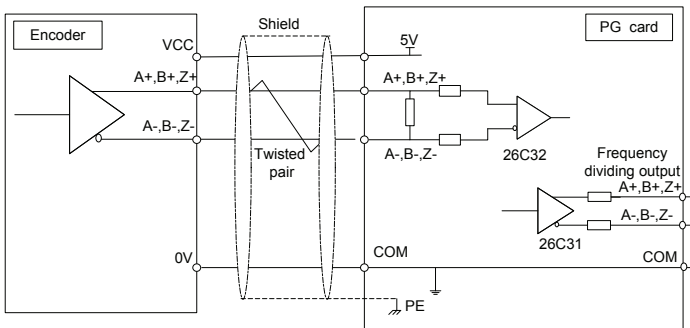 Encoder
VCC
A+,B+,Z+
A-,B-,Z-
0V
Shield
Twisted
pair
PE
PG card
5V
A+,B+,Z+
A-,B-,Z-
26C32
Frequency
dividing output
A+,B+,Z+
A-,B-,Z-
26C31
COM
COM